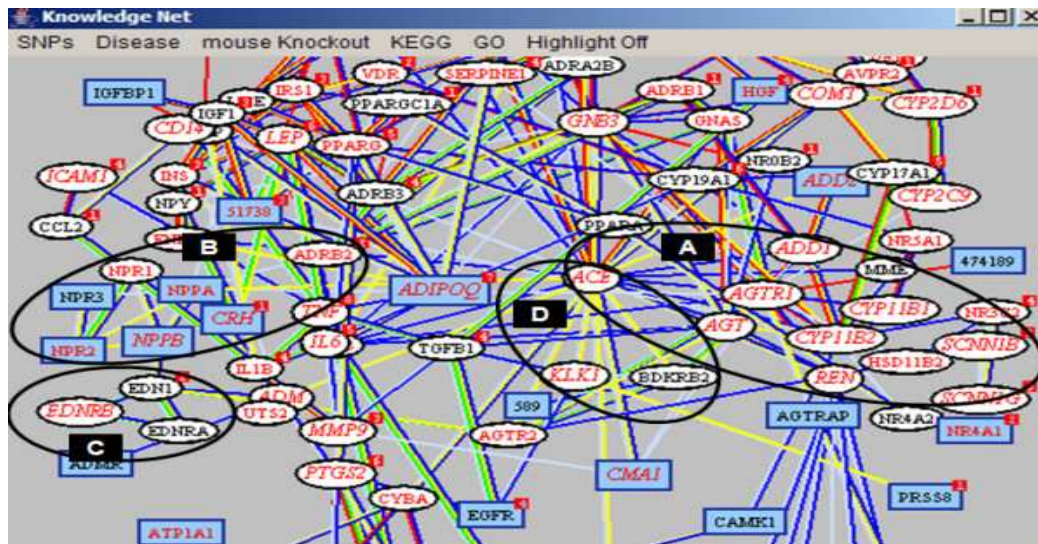 Knowledge Net
SNPs Disease mouse Knockout KEGG GO Highlight Off
IGFBP1
IRS1
VDR
SERPINE1
ADRA2B
ADRB1
HGF
AVPR2
COMT
CYP2D6
PPARGC1A
IGF1
CD14
LEP
PPARG
GNB3
GNAS
NR0B2
CYP17A1
ICAM1
INS
ADRB3
CYP19A1
CYP2C9
NPY
51738
CCL2
PPARA
B
A
ADRB2
ADD1
NR5A1
NPR1
ACE
MME
474189
NPR3
NPPA
ADIPOQ
AGTR1
CYP11B1
CRH
TNF
D
AGT
NPR2
NPPB
IL6
TGFB1
CYP11B2
SCNN1B
IL1B
KLK1
BDKRB2
REN
HSD11B2
EDN1
ADM
589
EDNRB
UTS2
AGTRAP
NR4A2
EDNRA
MMP9
AGTR2
NR4A1
C
ADMR
PTGS2
CMA1
CYBA
PRSS8
EGFR
CAMK1
ATP1A1